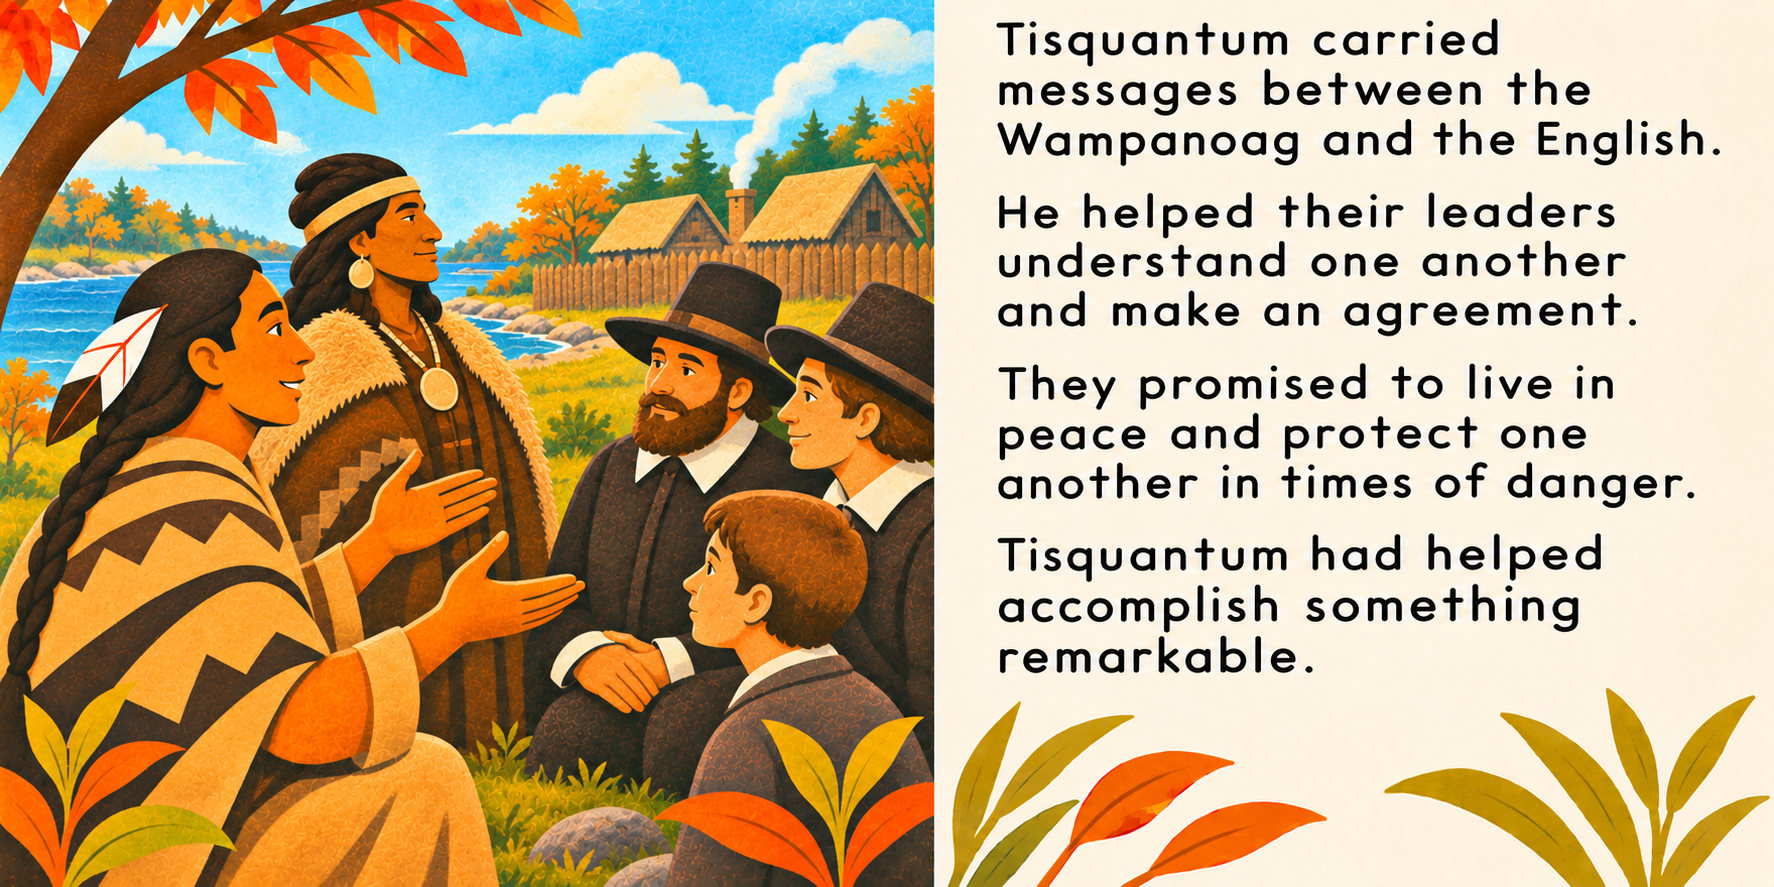 Tisquantum carried
messages between the
Wampanoag and the English.
He helped their leaders
understand one another
and make an agreement.
They promised to live in
peace and protect one
another in times of danger.
Tisquantum had helped
accomplish something
remarkable.